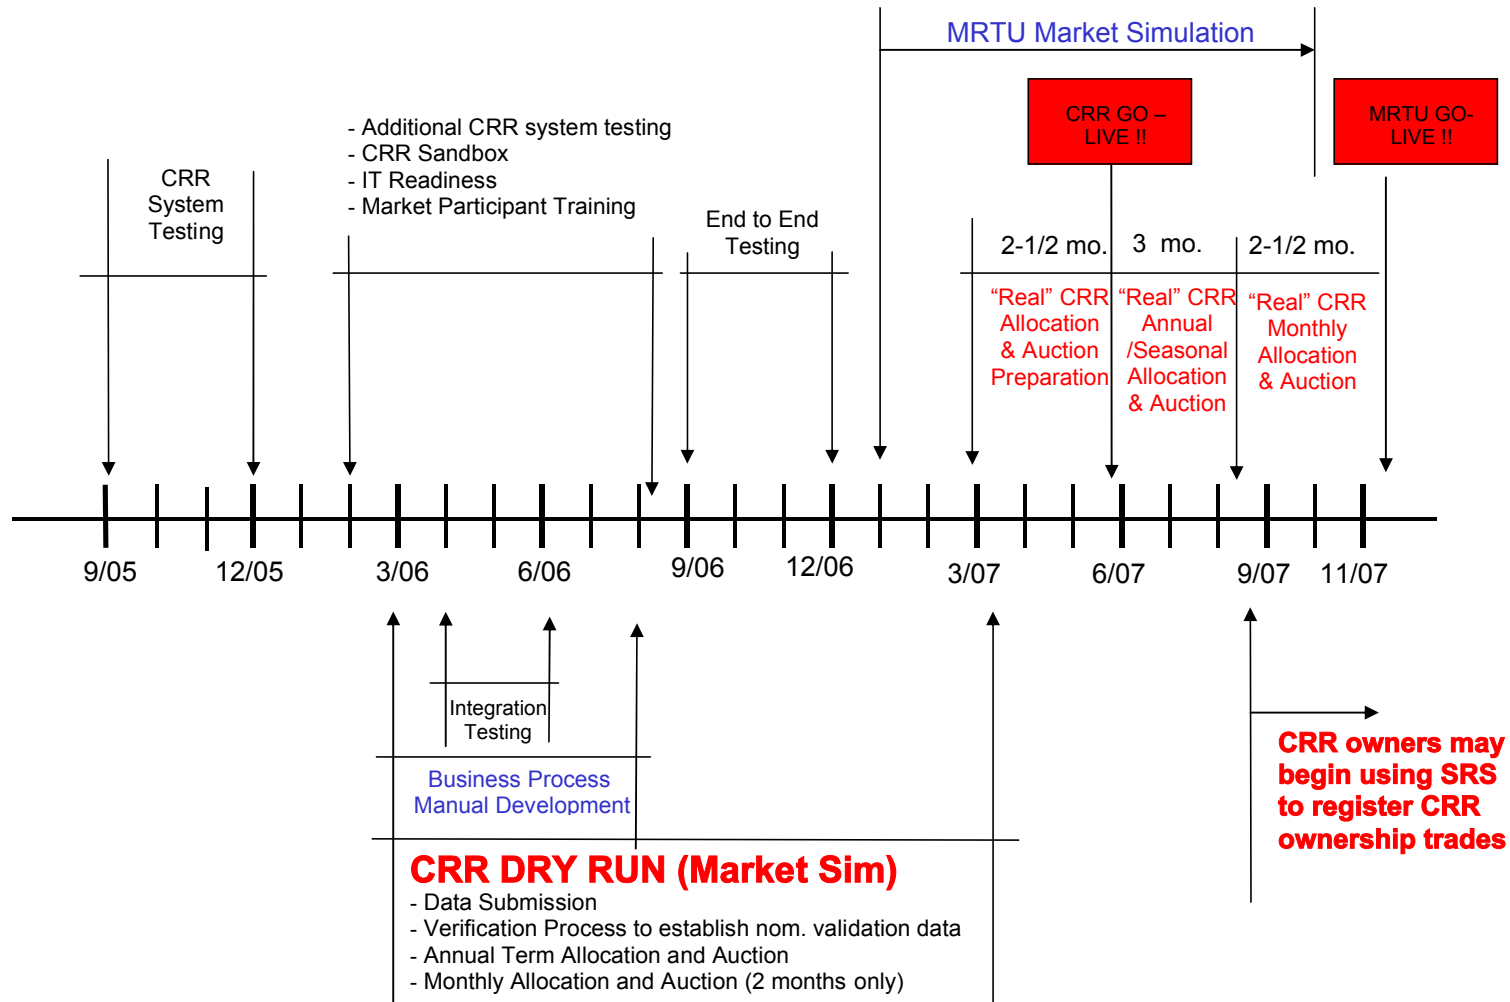 MRTU Market Simulation
CRR GO –
LIVE !!
MRTU GO-
LIVE !!
- Additional CRR system testing
- CRR Sandbox
- IT Readiness
- Market Participant Training
CRR
System
Testing
End to End
Testing
2-1/2 mo.
3 mo.
2-1/2 mo.
“Real” CRR
Allocation
& Auction
Preparation
“Real” CRR
Annual
/Seasonal
Allocation
& Auction
“Real” CRR
Monthly
Allocation
& Auction
9/05
12/05
3/06
6/06
9/06
12/06
3/07
6/07
9/07
11/07
Integration
Testing
Business Process
Manual Development
CRR owners may
begin using SRS
to register CRR
ownership trades
CRR DRY RUN (Market Sim)
- Data Submission
- Verification Process to establish nom. validation data
- Annual Term Allocation and Auction
- Monthly Allocation and Auction (2 months only)